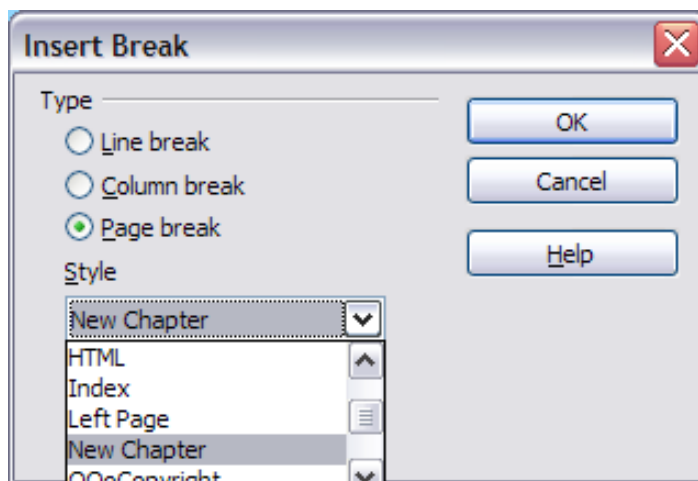 Insert Break
Type
Line break
Column break
Page break
Style
New Chapter
HTML
Index
Left Page
New Chapter
OOoCopyright
OK
Cancel
Help